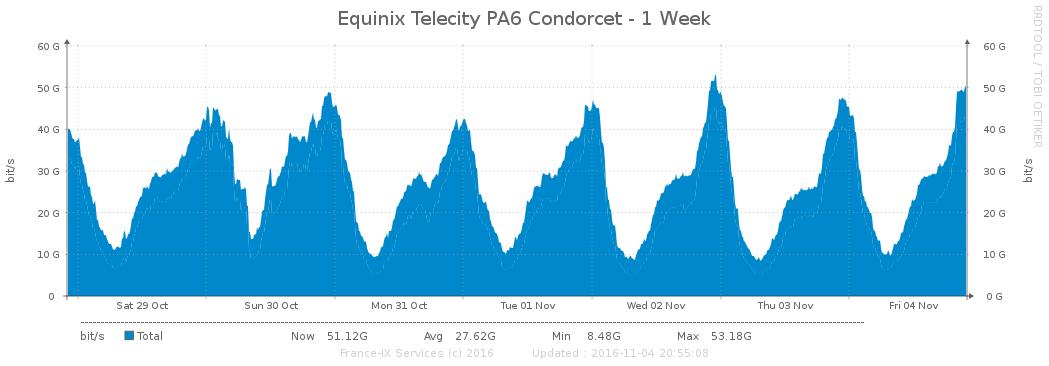 Equinix Telecity PA6 Condorcet - 1 Week
RRDTOOL / TOBI OETIKER
60 G 60 G
50 G 50 G
40 G 40 G
30 G 30 G
20 G 20 G
10 G 10 G
0 0 G
bit/s bit/s
Sat 29 Oct Sun 30 Oct Mon 31 Oct Tue 01 Nov Wed 02 Nov Thu 03 Nov Fri 04 Nov
bit/s Total Now 51.12G Avg 27.62G Min 8.48G Max 53.18G
France-IX Services (c) 2016 Updated : 2016-11-04 20:55:08